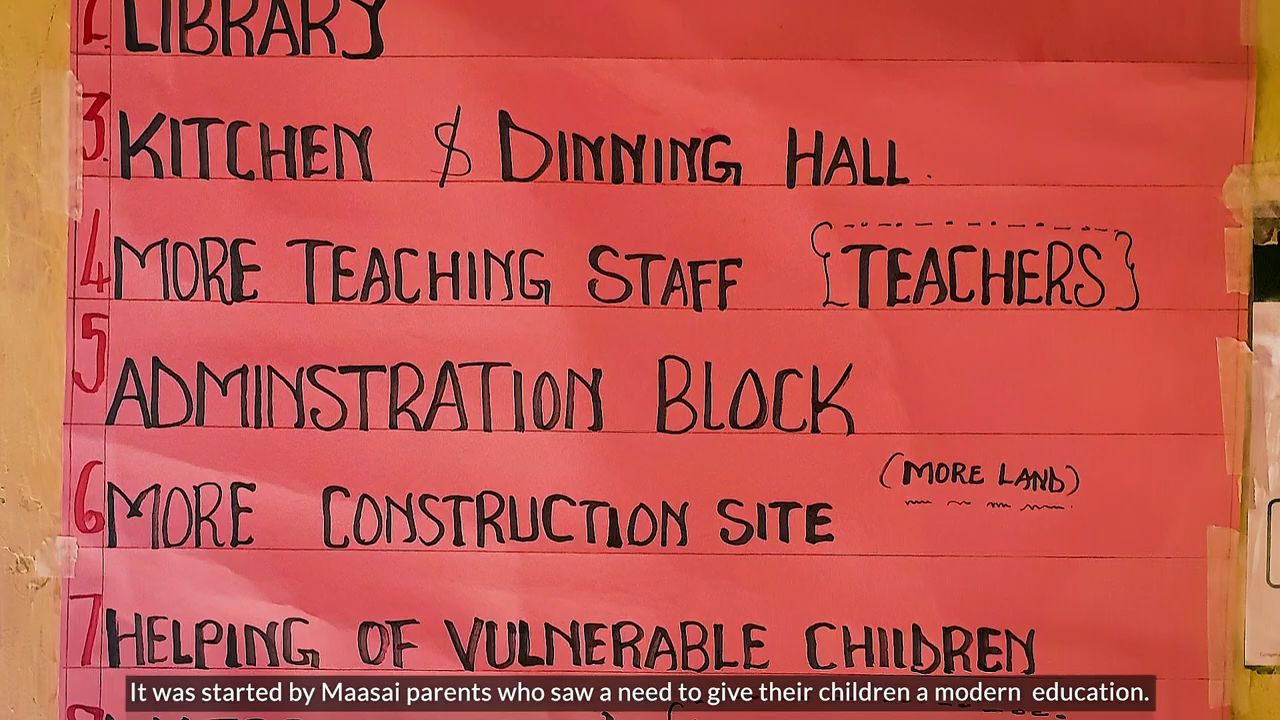 2. LIBRARY
3. KITCHEN $ DINNING HALL.
4 MORE TEACHING STAFF {TEACHERS}
5 ADMINSTRATION BLOCK
(MORE LAND)
6 MORE CONSTRUCTION SITE
7 HELPING OF VULNERABLE CHILDREN
It was started by Maasai parents who saw a need to give their children a modern education.